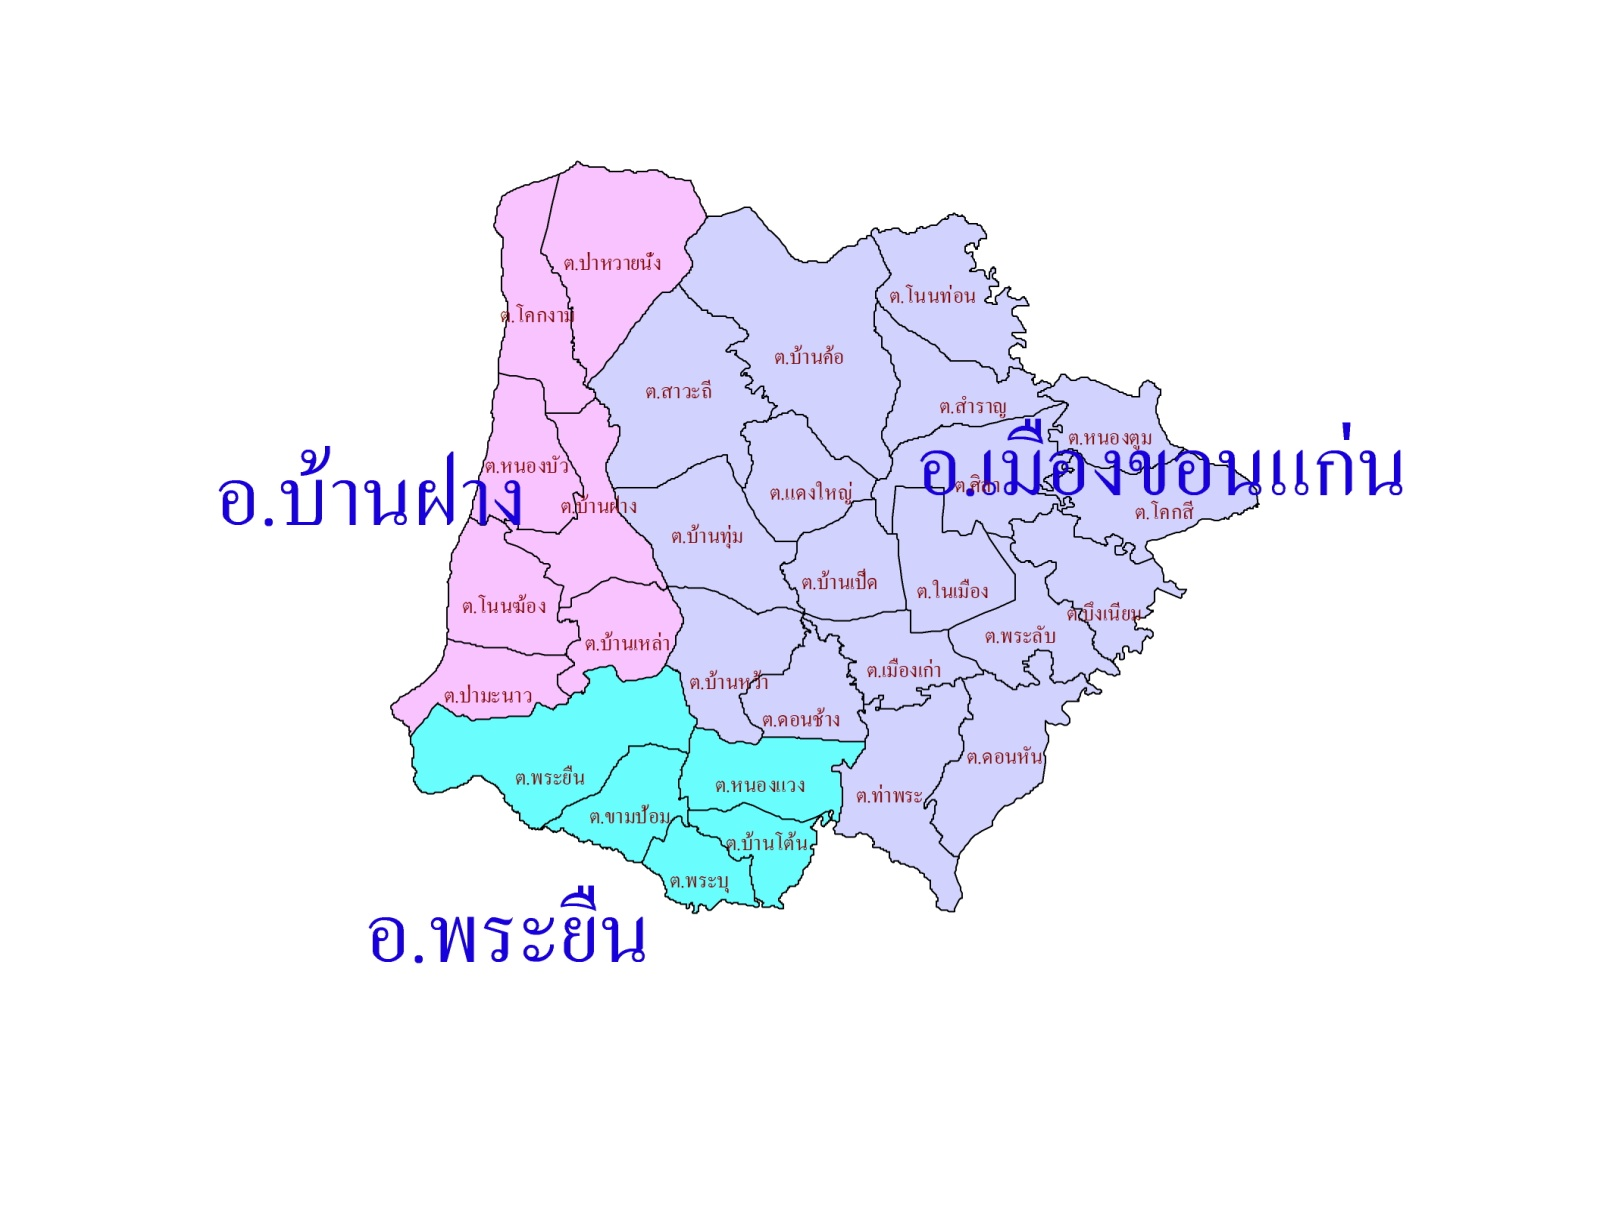 ต.ป่าหวายนั่ง
ต.โนนท่อน
ต.โคกงาม
ต.บ้านค้อ
ต.สาวะถี
ต.สำราญ
ต.หนองตูม
อ.เมืองขอนแก่น
ต.หนองบัว
อ.บ้านฝาง
ต.ศิลา
ต.แดงใหญ่
ต.บ้านฝาง
ต.โคกสี
ต.บ้านทุ่ม
ต.บ้านเป็ด
ต.ในเมือง
ต.โนนฆ้อง
ต.บึงเนียม
ต.พระลับ
ต.บ้านเหล่า
ต.เมืองเก่า
ต.บ้านหว้า
ต.ป่ามะนาว
ต.ดอนช้าง
ต.ดอนหัน
ต.พระยืน
ต.หนองแวง
ต.ท่าพระ
ต.ขามป้อม
ต.บ้านโต้น
ต.พระบุ
อ.พระยืน